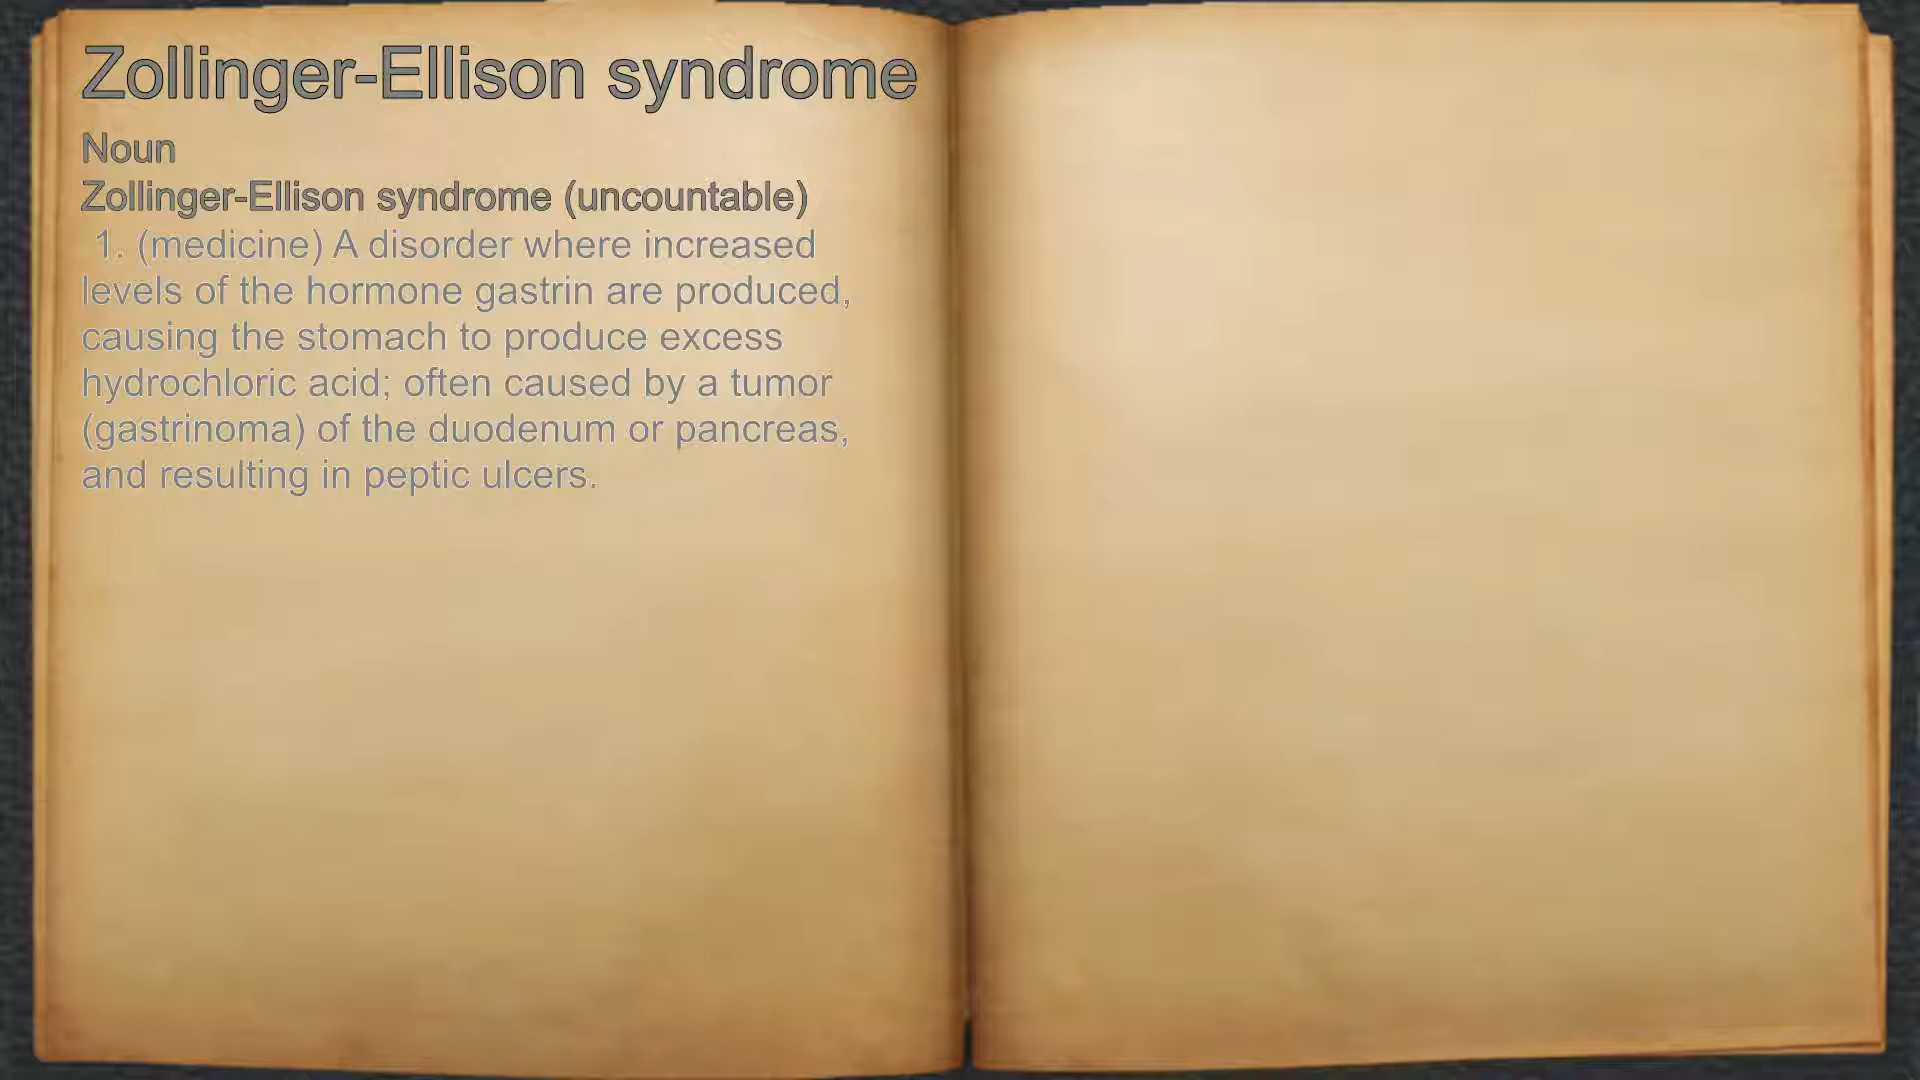 Zollinger-Ellison syndrome
Noun
Zollinger-Ellison syndrome (uncountable)
1. (medicine) A disorder where increased
levels of the hormone gastrin are produced,
causing the stomach to produce excess
hydrochloric acid; often caused by a tumor
(gastrinoma) of the duodenum or pancreas,
and resulting in peptic ulcers.